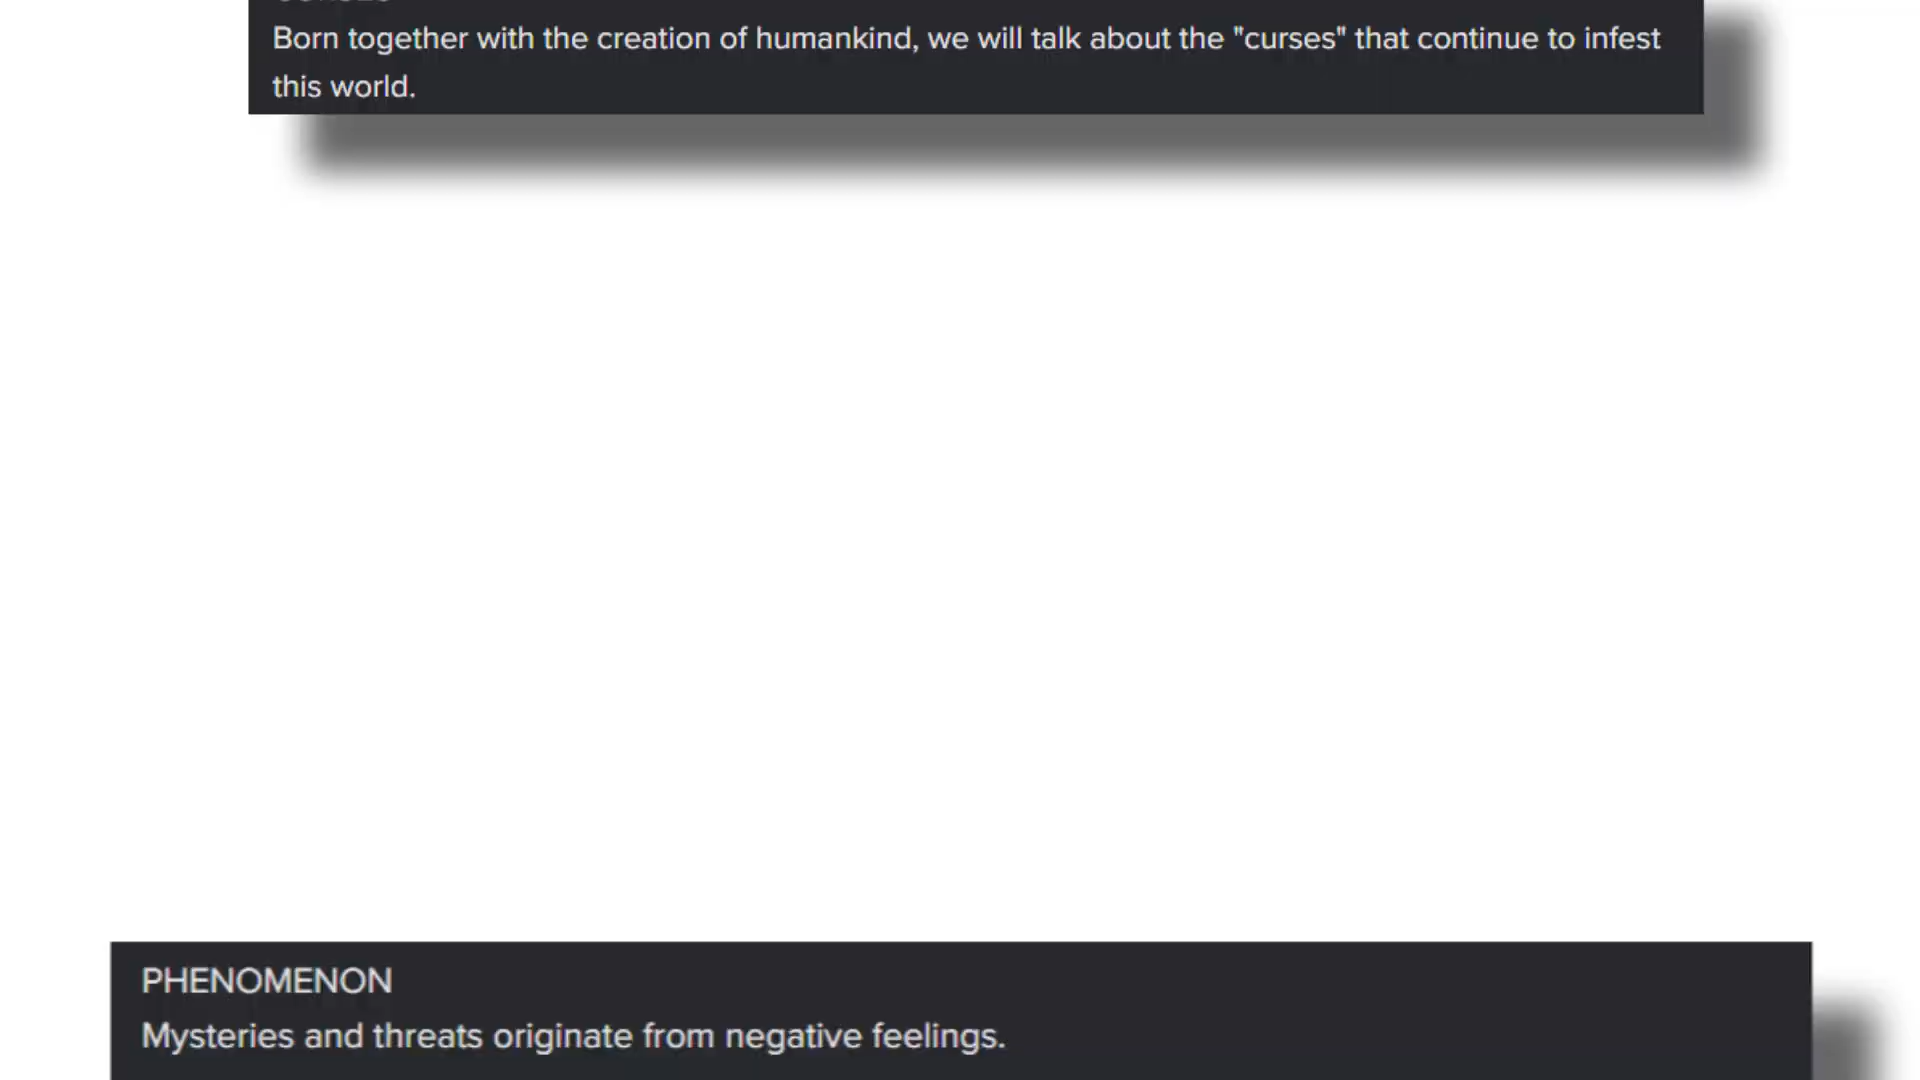 Born together with the creation of humankind, we will talk about the "curses" that continue to infest
this world.
PHENOMENON
Mysteries and threats originate from negative feelings.